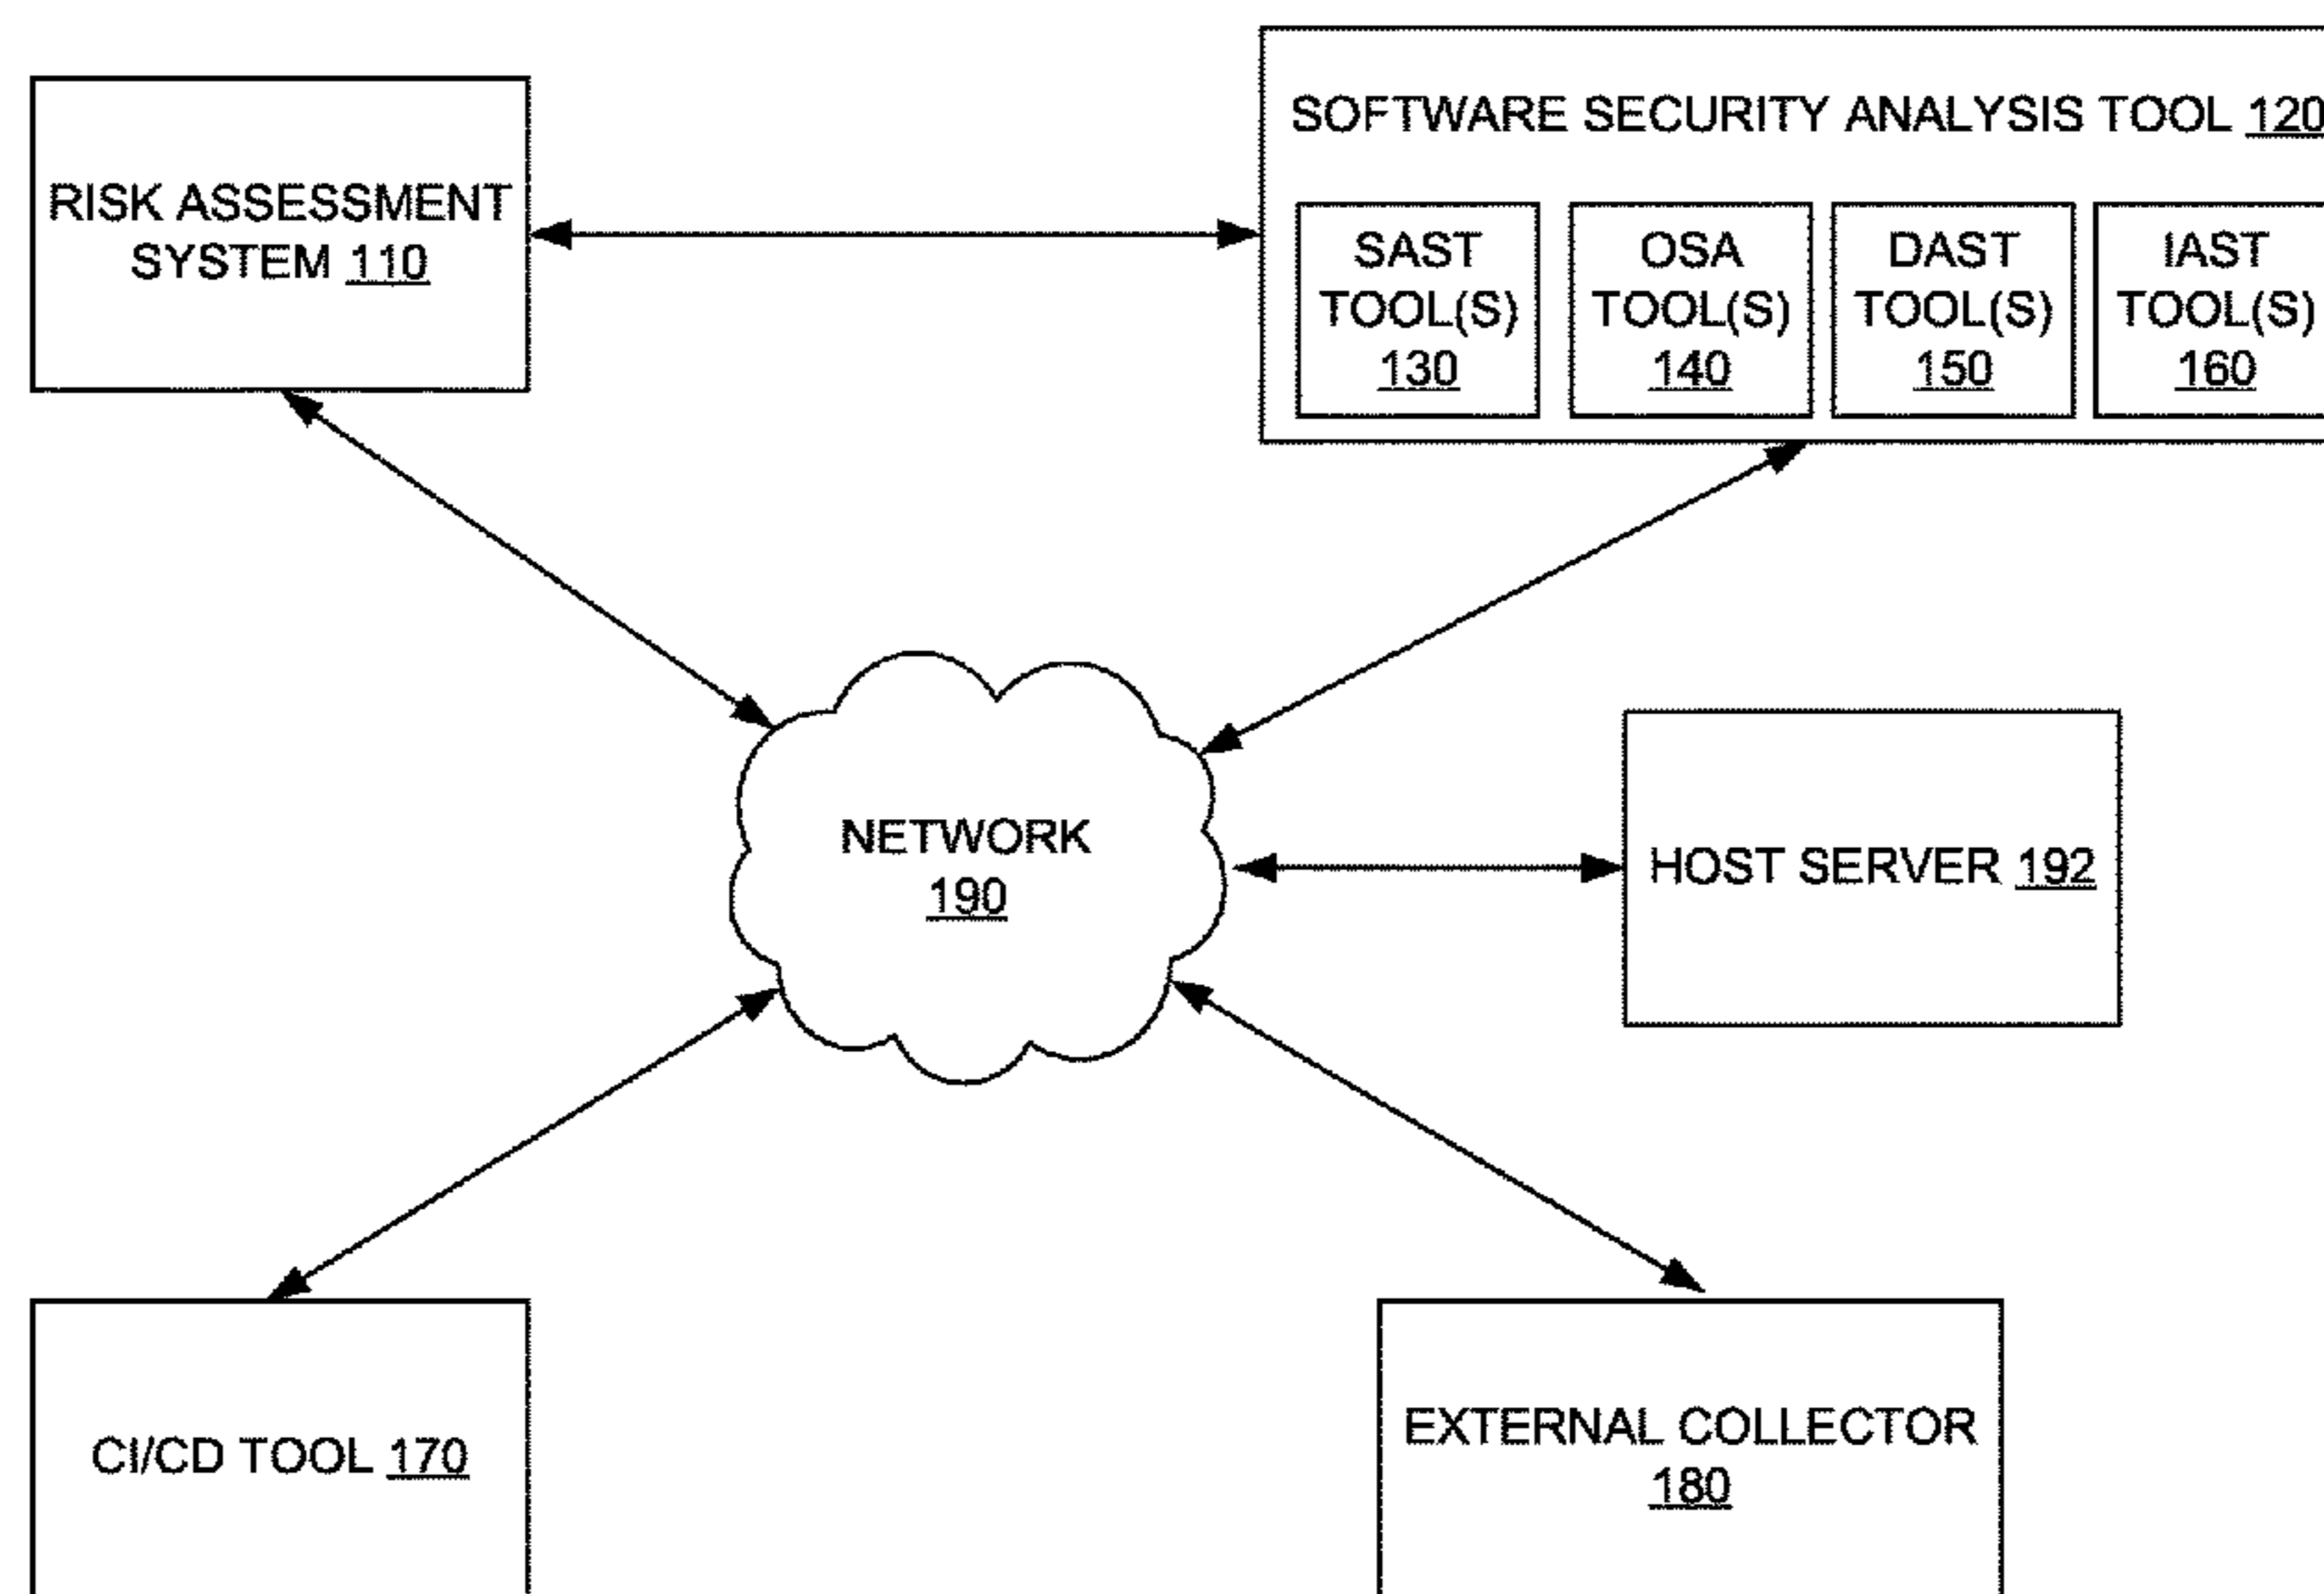 RISK ASSESSMENT
SYSTEM 110
SOFTWARE SECURITY ANALYSIS TOOL 120
SAST
TOOL(S)
130
OSA
TOOL(S)
140
DAST
TOOL(S)
150
IAST
TOOL(S)
160
NETWORK
190
HOST SERVER 192
CI/CD TOOL 170
EXTERNAL COLLECTOR
180